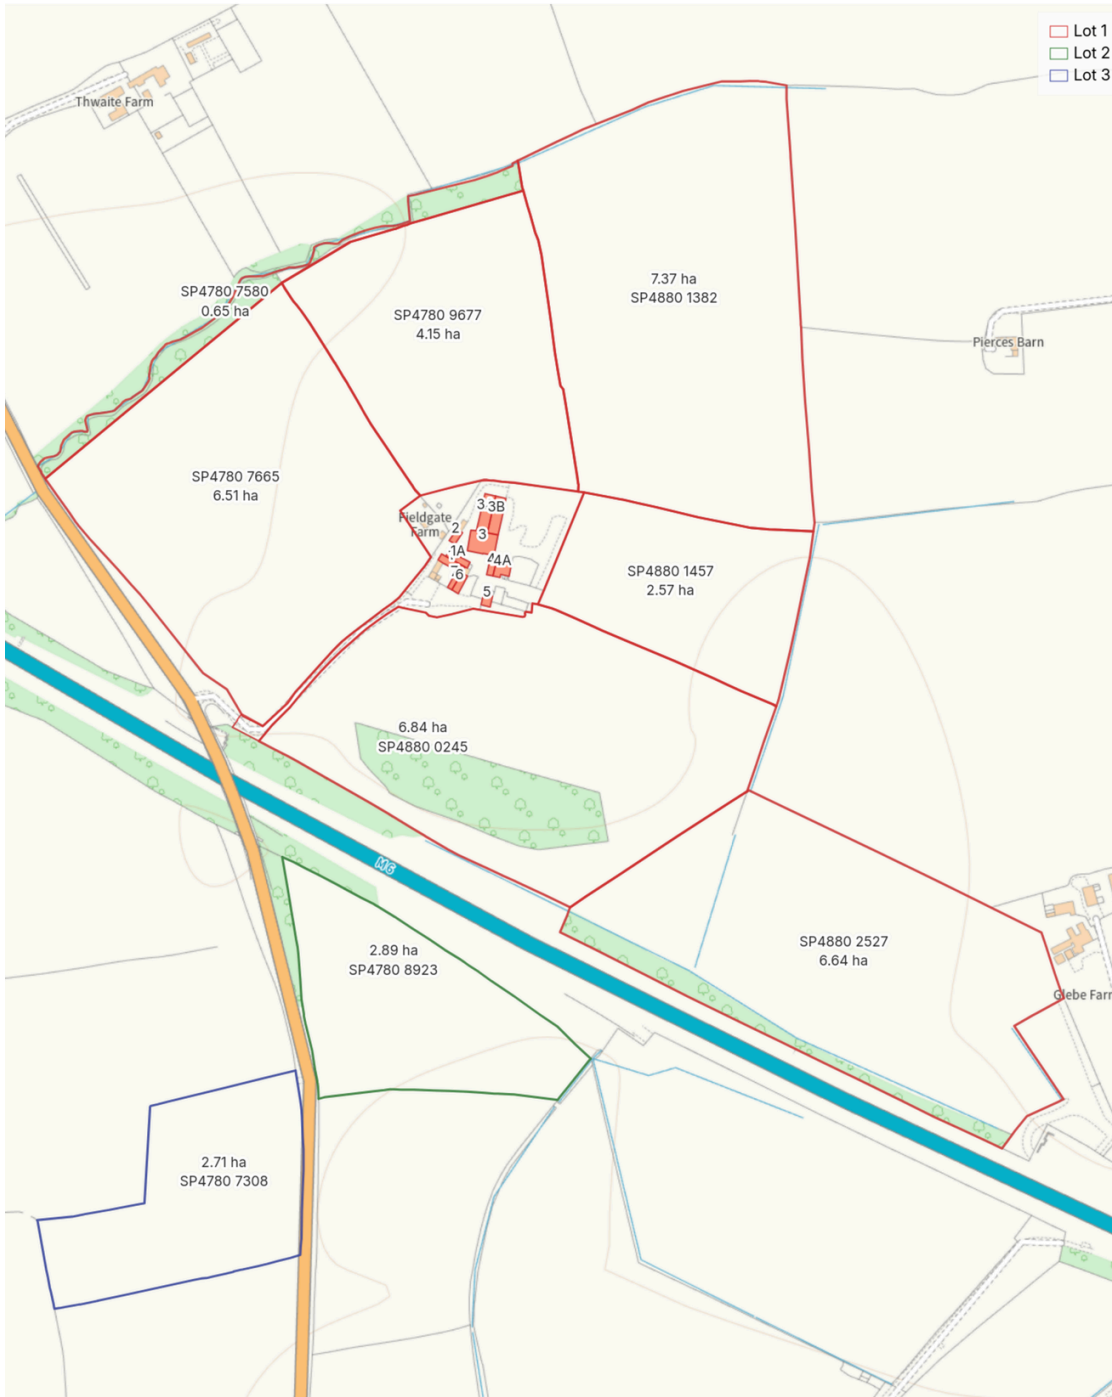 Lot 1
Lot 2
Lot 3
Thwaite Farm
7.37 ha
SP4880 1382
SP4780 7580
0.65 ha
SP4780 9677
4.15 ha
Pierces Barn
SP4780 7665
6.51 ha
3
3B
Fieldgate
Farm
2
3
1A
4A
6
5
SP4880 1457
2.57 ha
6.84 ha
SP4880 0245
M6
2.89 ha
SP4780 8923
SP4880 2527
6.64 ha
Glebe Farm
2.71 ha
SP4780 7308